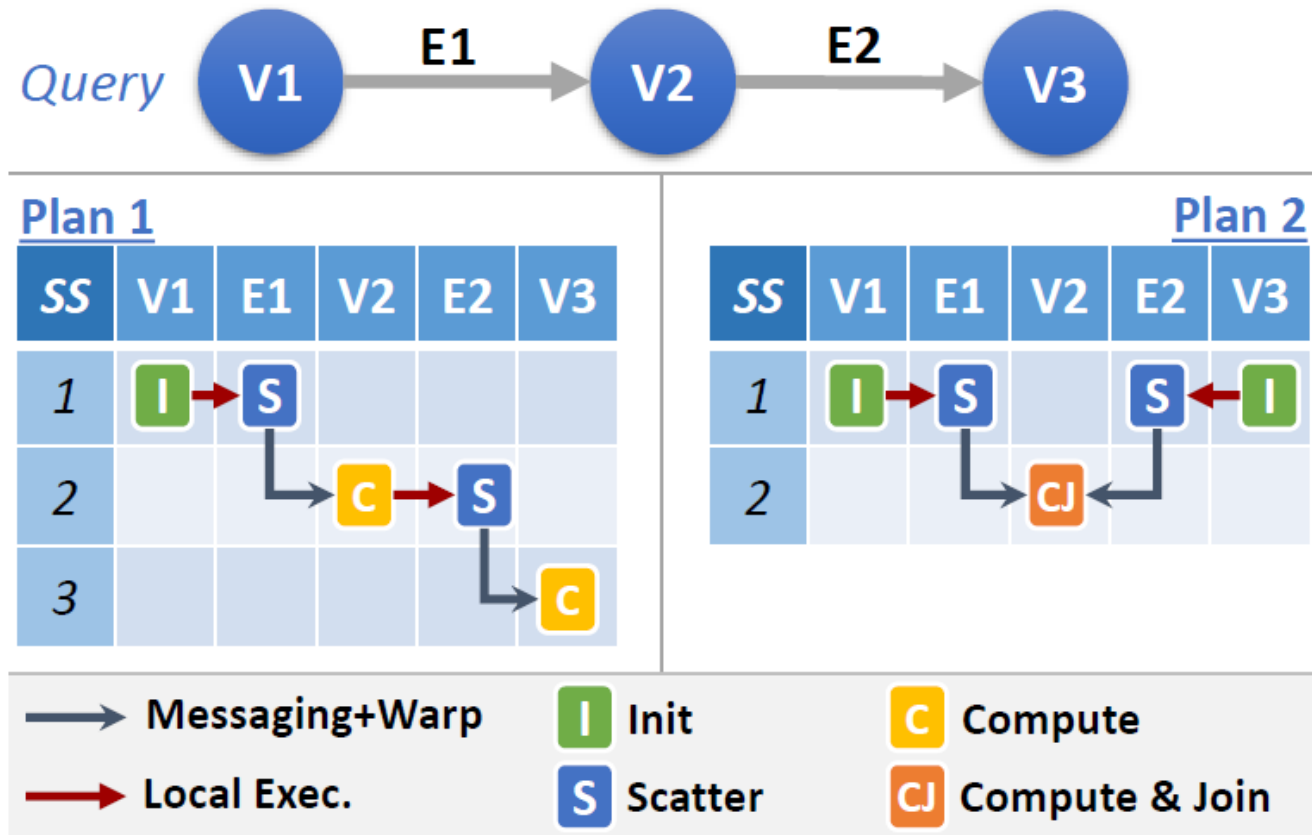 Query V1 E1 V2 E2 V3
Plan 1
SS V1 E1 V2 E2 V3
1 I S
2 C S
3 C
Plan 2
SS V1 E1 V2 E2 V3
1 I S S I
2 CJ
Messaging+Warp I Init C Compute
Local Exec. S Scatter CJ Compute & Join